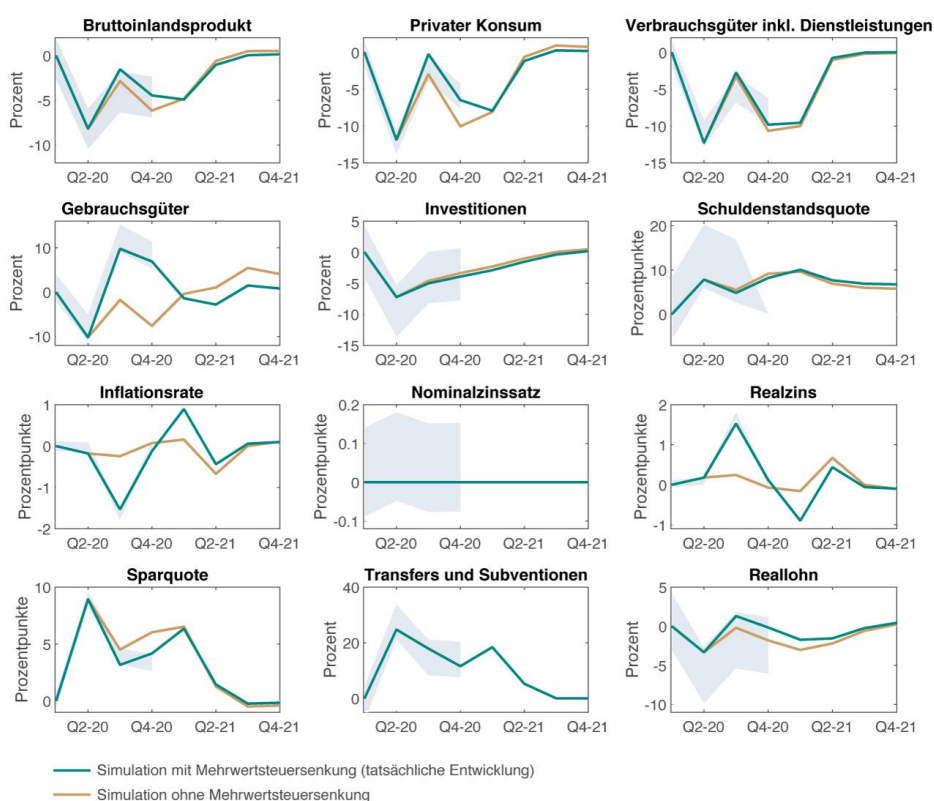 Bruttoinlandsprodukt
Privater Konsum
Verbrauchsgüter inkl. Dienstleistungen
Prozent
0
-5
-10
Q2-20 Q4-20 Q2-21 Q4-21
Prozent
0
-5
-10
-15
Q2-20 Q4-20 Q2-21 Q4-21
Prozent
0
-5
-10
-15
Q2-20 Q4-20 Q2-21 Q4-21
Gebrauchsgüter
Investitionen
Schuldenstandsquote
Prozent
10
0
-10
Q2-20 Q4-20 Q2-21 Q4-21
Prozent
5
0
-5
-10
-15
Q2-20 Q4-20 Q2-21 Q4-21
Prozentpunkte
20
10
0
Q2-20 Q4-20 Q2-21 Q4-21
Inflationsrate
Nominalzinssatz
Realzins
Prozentpunkte
1
0
-1
-2
Q2-20 Q4-20 Q2-21 Q4-21
Prozentpunkte
0.2
0.1
0
-0.1
Q2-20 Q4-20 Q2-21 Q4-21
Prozentpunkte
2
1
0
-1
Q2-20 Q4-20 Q2-21 Q4-21
Sparquote
Transfers und Subventionen
Reallohn
Prozentpunkte
10
5
0
Q2-20 Q4-20 Q2-21 Q4-21
Prozent
40
20
0
Q2-20 Q4-20 Q2-21 Q4-21
Prozent
5
0
-5
-10
Q2-20 Q4-20 Q2-21 Q4-21
Simulation mit Mehrwertsteuersenkung (tatsächliche Entwicklung)
Simulation ohne Mehrwertsteuersenkung